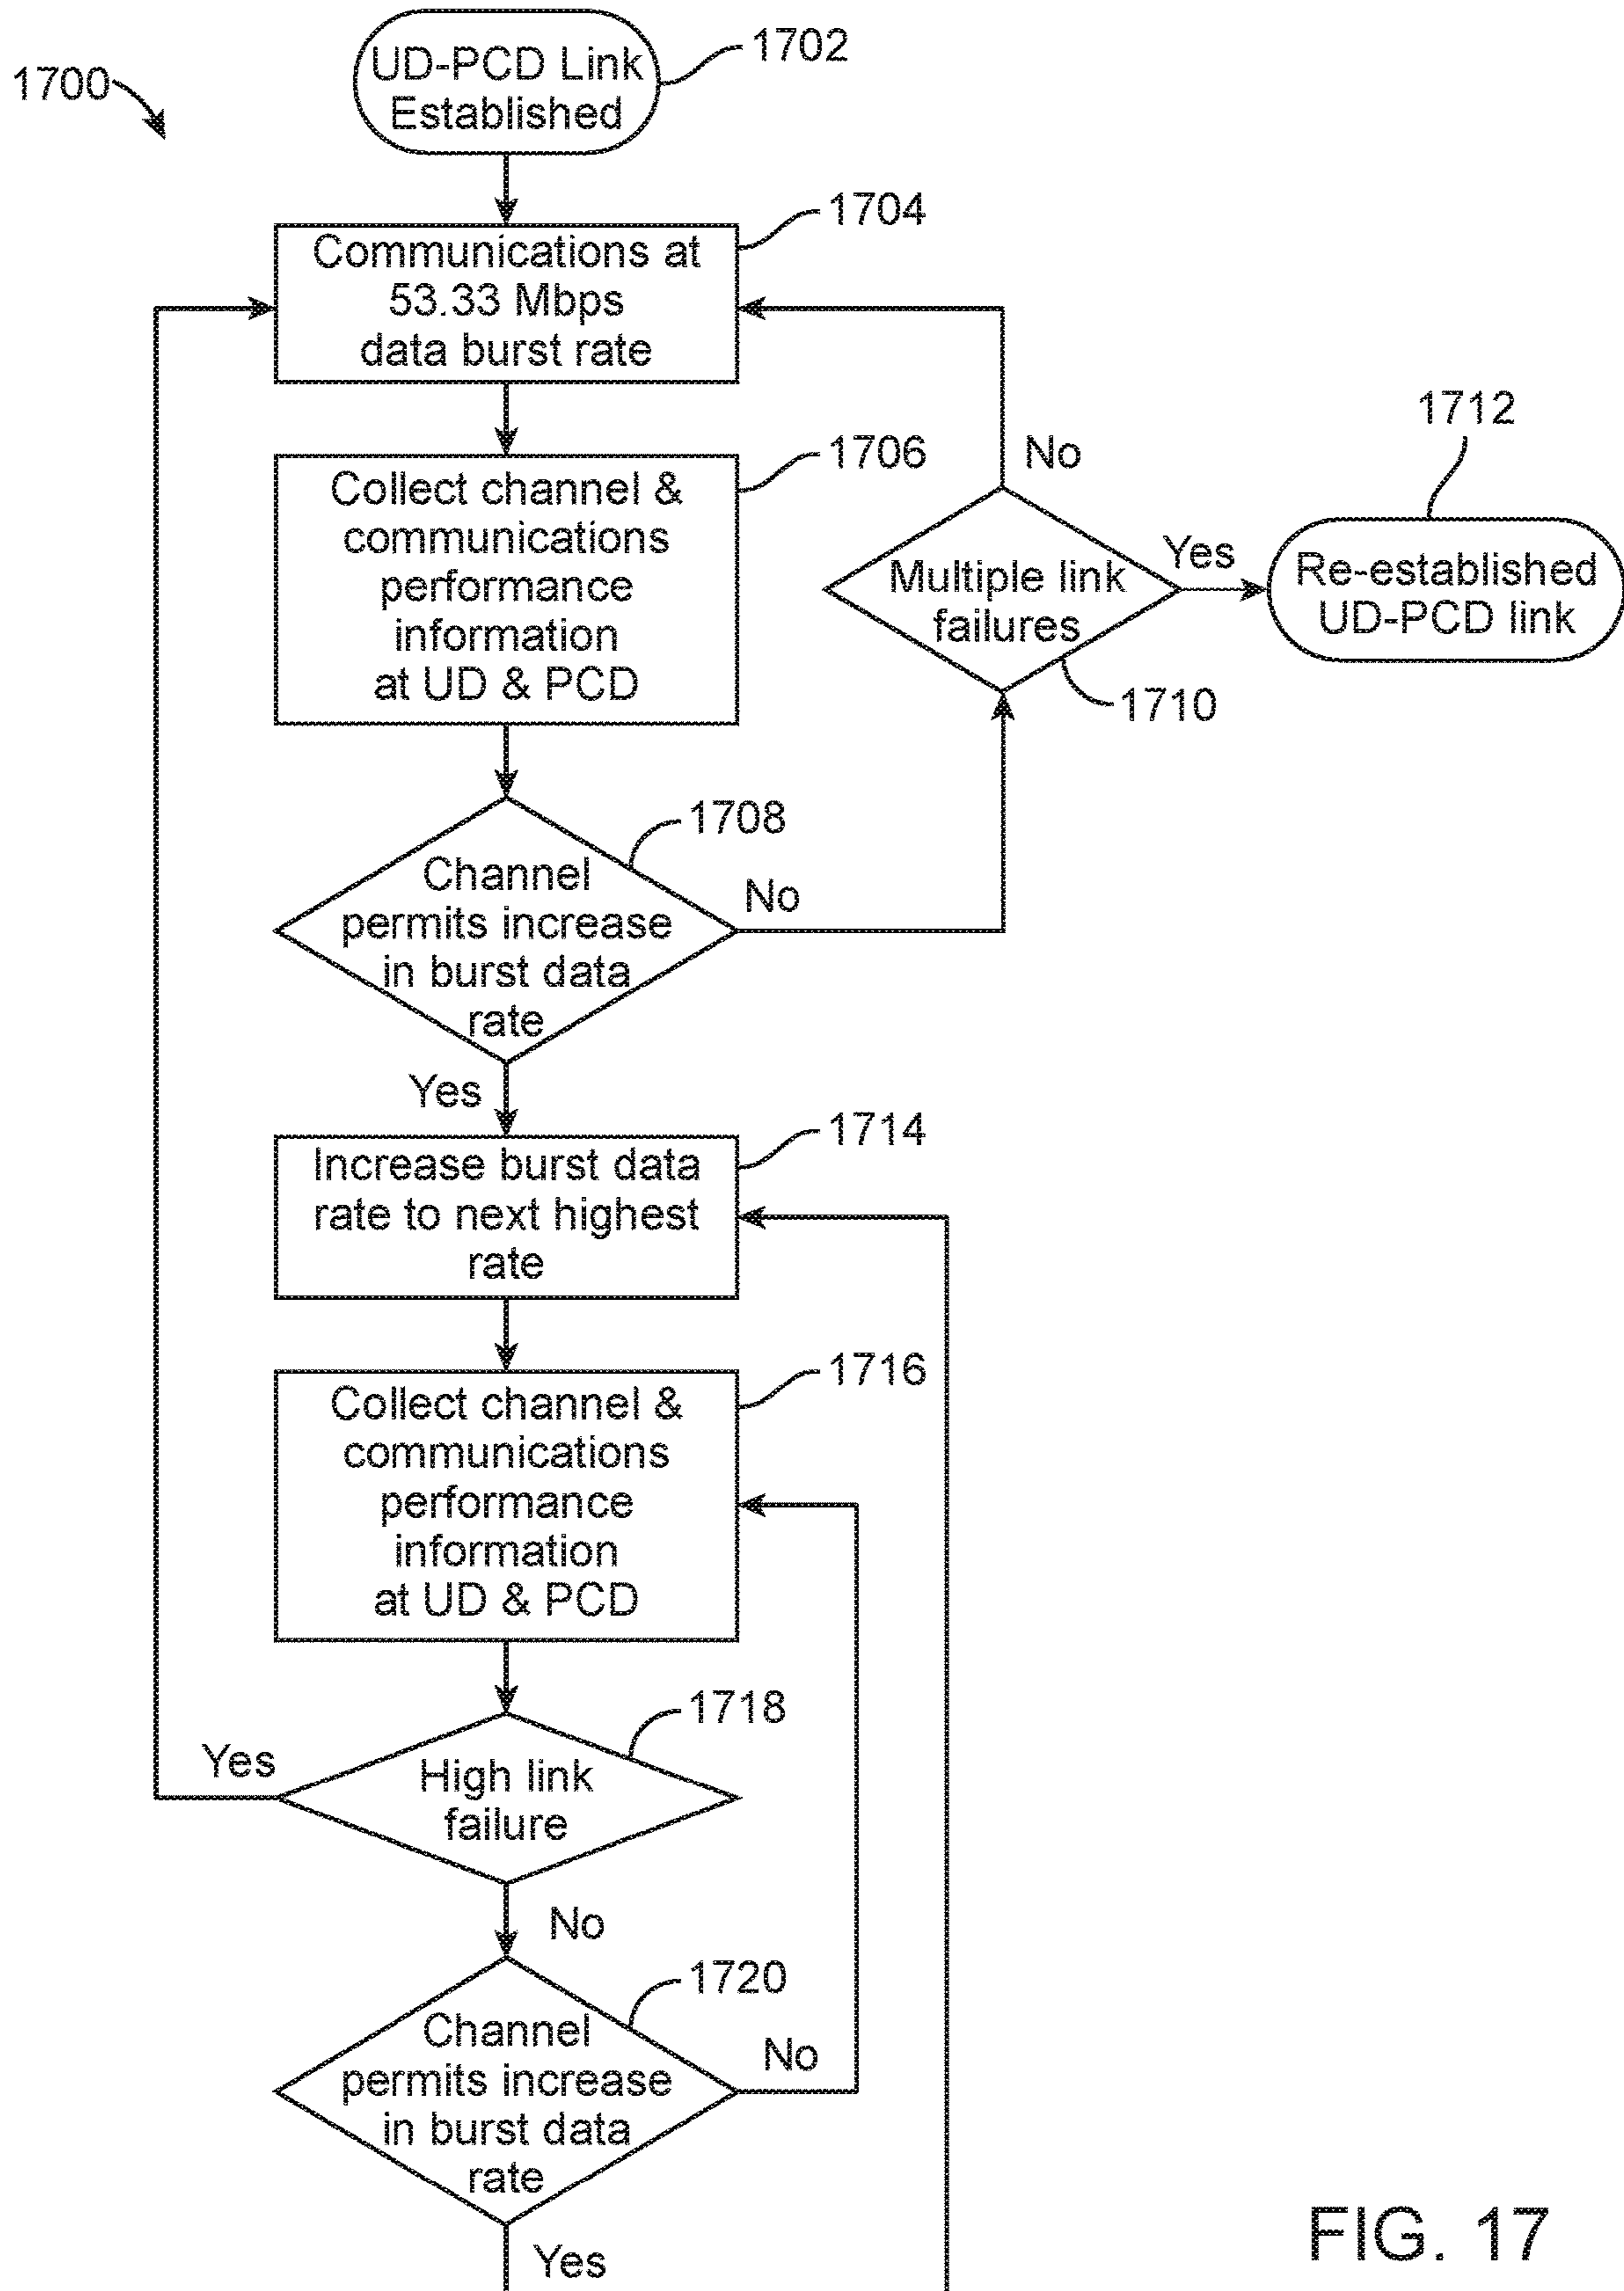 1700
UD-PCD Link
Established
1702
Communications at
53.33 Mbps
data burst rate
1704
Collect channel &
communications
performance
information
at UD & PCD
1706
No
Multiple link
failures
1710
Yes
1712
Re-established
UD-PCD link
Channel
permits increase
in burst data
rate
1708
No
Yes
Increase burst data
rate to next highest
rate
1714
Collect channel &
communications
performance
information
at UD & PCD
1716
Yes
High link
failure
1718
No
Channel
permits increase
in burst data
rate
1720
No
Yes
FIG. 17